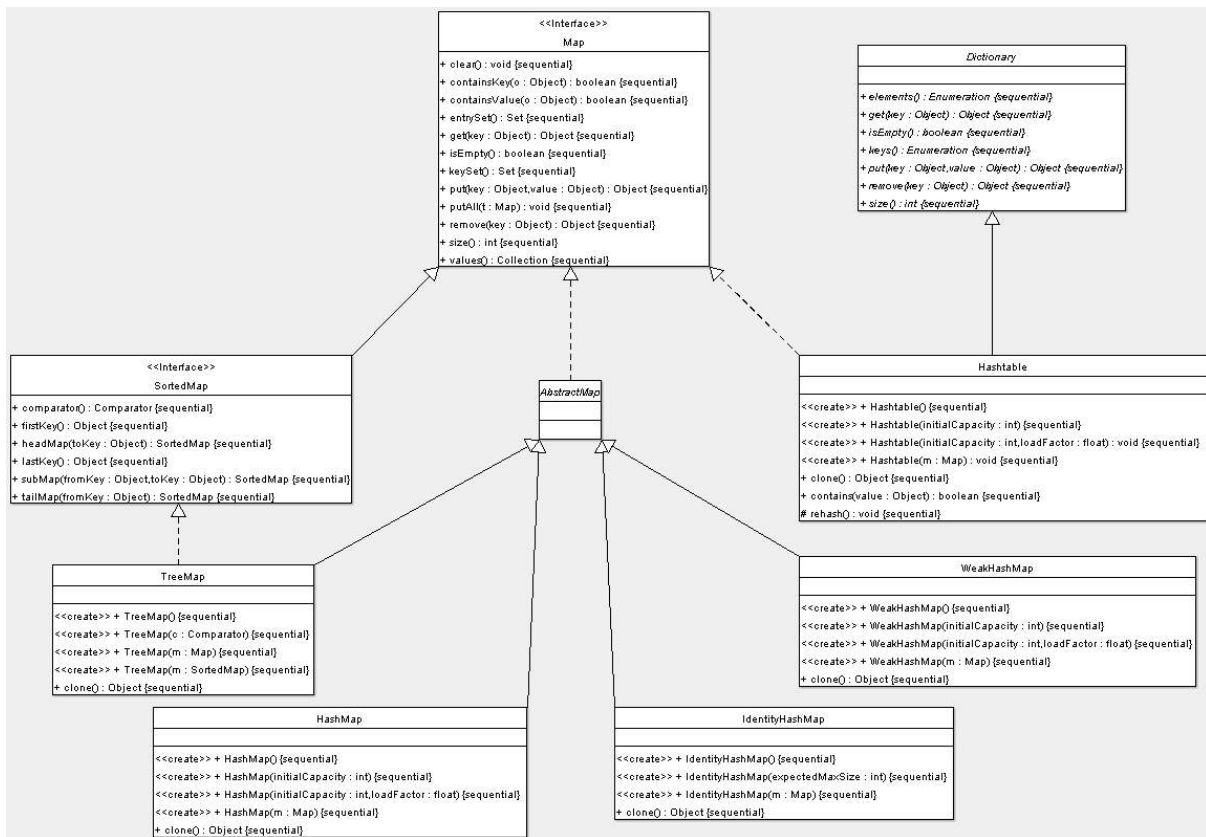 <<Interface>>
Map
+ clear() : void {sequential}
+ containsKey(o : Object) : boolean {sequential}
+ containsValue(o : Object) : boolean {sequential}
+ entrySet() : Set {sequential}
+ get(key : Object) : Object {sequential}
+ isEmpty() : boolean {sequential}
+ keySet() : Set {sequential}
+ put(key : Object,value : Object) : Object {sequential}
+ putAll(t : Map) : void {sequential}
+ remove(key : Object) : Object {sequential}
+ size() : int {sequential}
+ values() : Collection {sequential}
Dictionary
+ elements() : Enumeration {sequential}
+ get(key : Object) : Object {sequential}
+ isEmpty() : boolean {sequential}
+ keys() : Enumeration {sequential}
+ put(key : Object,value : Object) : Object {sequential}
+ remove(key : Object) : Object {sequential}
+ size() : int {sequential}
<<Interface>>
SortedMap
+ comparator() : Comparator {sequential}
+ firstKey() : Object {sequential}
+ headMap(toKey : Object) : SortedMap {sequential}
+ lastKey() : Object {sequential}
+ subMap(fromKey : Object,toKey : Object) : SortedMap {sequential}
+ tailMap(fromKey : Object) : SortedMap {sequential}
AbstractMap
Hashtable
<<create>> + Hashtable() {sequential}
<<create>> + Hashtable(initialCapacity : int) {sequential}
<<create>> + Hashtable(initialCapacity : int,loadFactor : float) : void {sequential}
<<create>> + Hashtable(m : Map) : void {sequential}
+ clone() : Object {sequential}
+ contains(value : Object) : boolean {sequential}
# rehash() : void {sequential}
TreeMap
<<create>> + TreeMap() {sequential}
<<create>> + TreeMap(c : Comparator) {sequential}
<<create>> + TreeMap(m : Map) {sequential}
<<create>> + TreeMap(m : SortedMap) {sequential}
+ clone() : Object {sequential}
WeakHashMap
<<create>> + WeakHashMap() {sequential}
<<create>> + WeakHashMap(initialCapacity : int) {sequential}
<<create>> + WeakHashMap(initialCapacity : int,loadFactor : float) {sequential}
<<create>> + WeakHashMap(m : Map) {sequential}
+ clone() : Object {sequential}
HashMap
<<create>> + HashMap() {sequential}
<<create>> + HashMap(initialCapacity : int) {sequential}
<<create>> + HashMap(initialCapacity : int,loadFactor : float) {sequential}
<<create>> + HashMap(m : Map) {sequential}
+ clone() : Object {sequential}
IdentityHashMap
<<create>> + IdentityHashMap() {sequential}
<<create>> + IdentityHashMap(expectedMaxSize : int) {sequential}
<<create>> + IdentityHashMap(m : Map) {sequential}
+ clone() : Object {sequential}